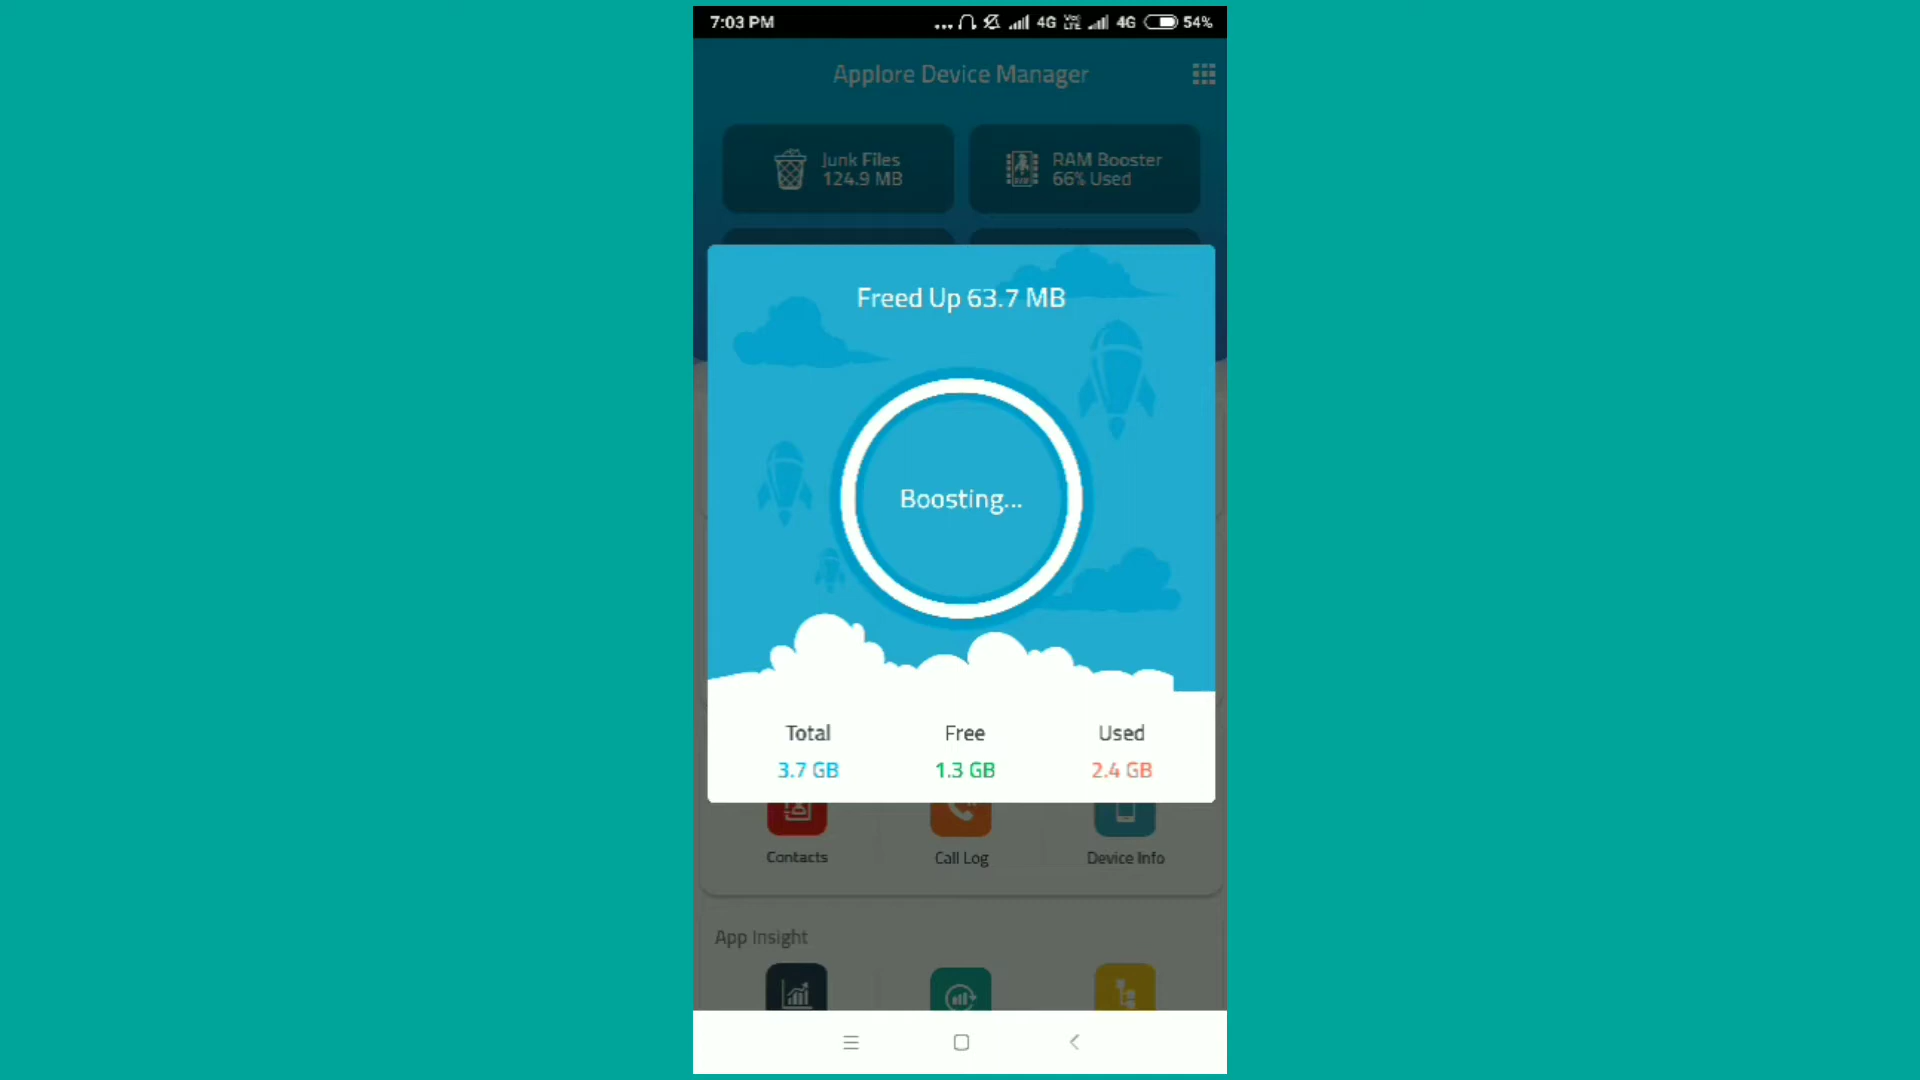 7:03 PM ... 4G VoLTE 4G 54%
Applore Device Manager
Junk Files
124.9 MB
RAM Booster
66% Used
Freed Up 63.7 MB
Boosting...
Total Free Used
3.7 GB 1.3 GB 2.4 GB
Contacts Call Log Device Info
App Insight